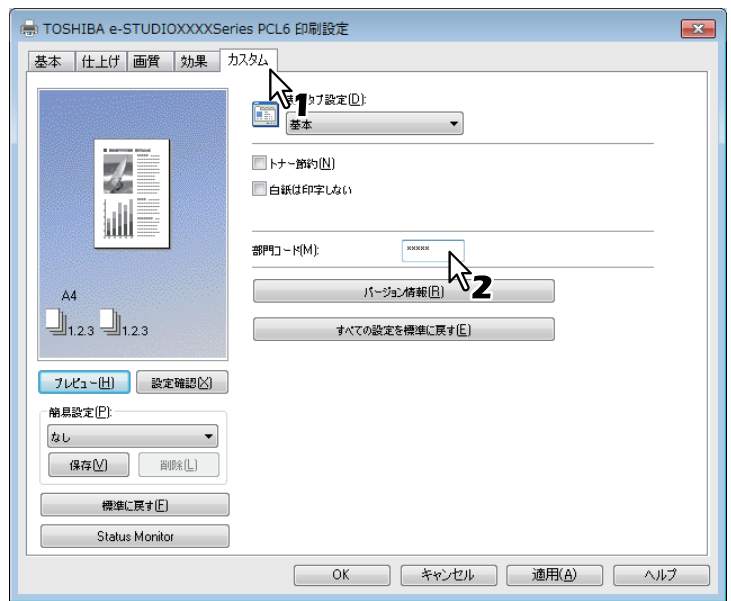 TOSHIBA e-STUDIOXXXXSeries PCL6 印刷設定
基本 仕上げ 画質 効果 カスタム
1
タブ設定(D):
基本
トナー節約(N)
白紙は印字しない
部門コード(M): xxxxx
2
バージョン情報(R)
すべての設定を標準に戻す(E)
A4
1.2.3 1.2.3
プレビュー(H) 設定確認(X)
簡易設定(P):
なし
保存(V) 削除(L)
標準に戻す(F)
Status Monitor
OK キャンセル 適用(A) ヘルプ